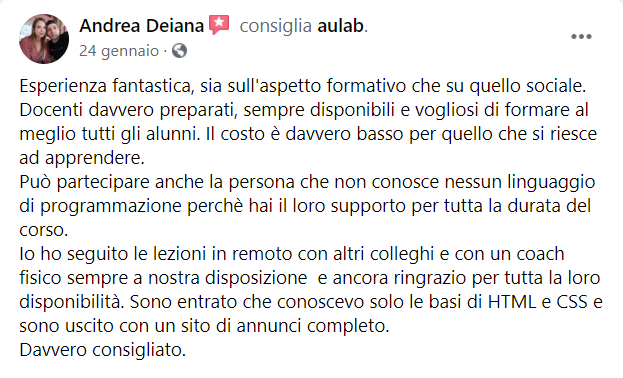 Andrea Deiana consiglia aulab.
24 gennaio ·
Esperienza fantastica, sia sull'aspetto formativo che su quello sociale.
Docenti davvero preparati, sempre disponibili e vogliosi di formare al
meglio tutti gli alunni. Il costo è davvero basso per quello che si riesce
ad apprendere.
Può partecipare anche la persona che non conosce nessun linguaggio
di programmazione perchè hai il loro supporto per tutta la durata del
corso.
Io ho seguito le lezioni in remoto con altri colleghi e con un coach
fisico sempre a nostra disposizione  e ancora ringrazio per tutta la loro
disponibilità. Sono entrato che conoscevo solo le basi di HTML e CSS e
sono uscito con un sito di annunci completo.
Davvero consigliato.